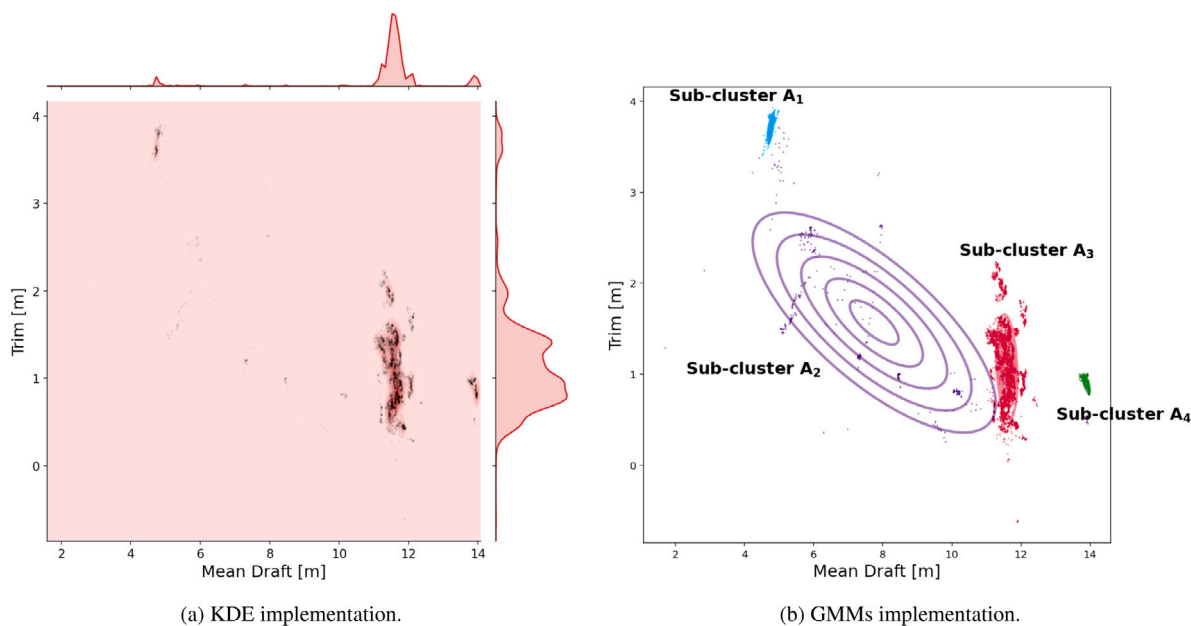 4
3
2
1
0
Trim [m]
2 4 6 8 10 12 14
Mean Draft [m]
(a) KDE implementation.
Sub-cluster A₁
4
3
2
1
0
Trim [m]
Sub-cluster A₃
Sub-cluster A₂
Sub-cluster A₄
2 4 6 8 10 12 14
Mean Draft [m]
(b) GMMs implementation.